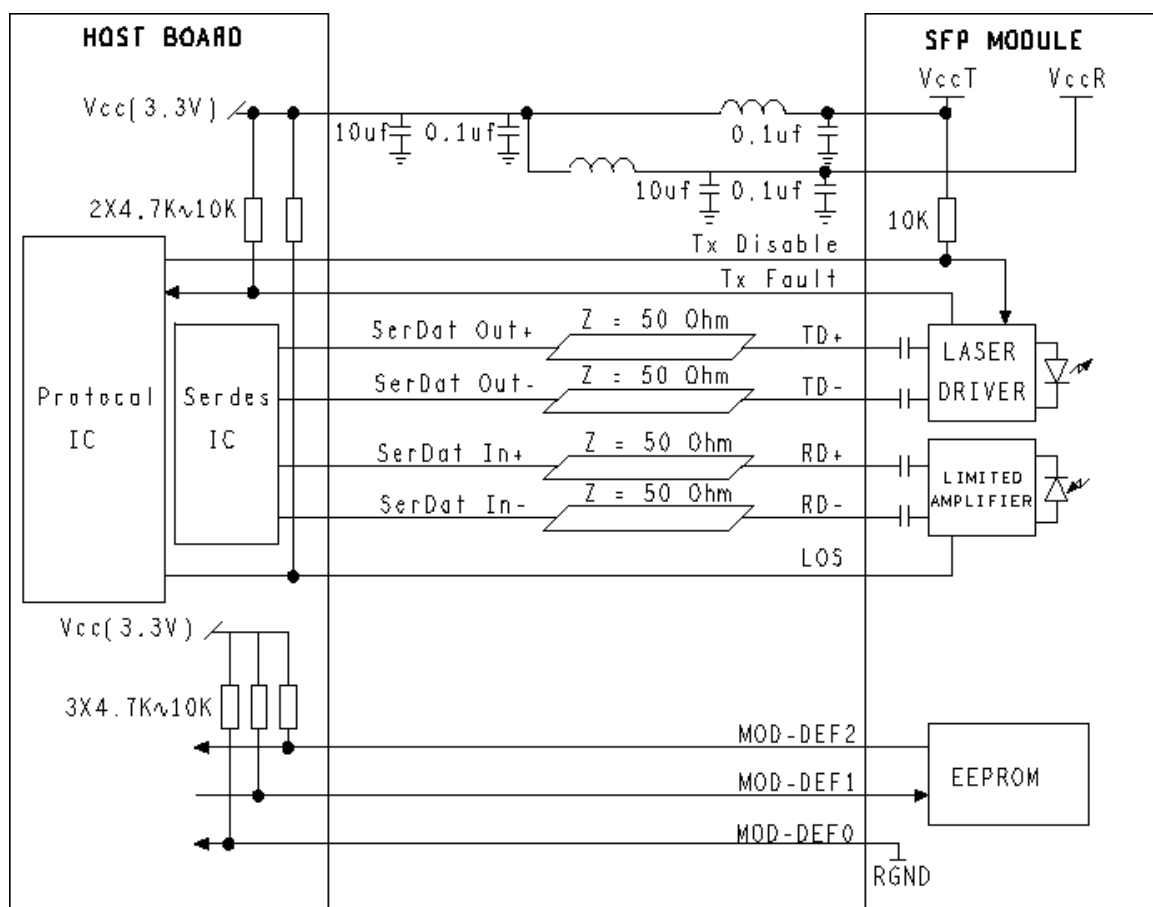 HOST BOARD
SFP MODULE
VccT
VccR
Vcc(3.3V)
10uf
0.1uf
0.1uf
10uf
0.1uf
2X4.7K∿10K
10K
Tx Disable
Tx Fault
SerDat Out+
Z = 50 Ohm
TD+
LASER
DRIVER
SerDat Out-
Z = 50 Ohm
TD-
Protocal
IC
Serdes
IC
SerDat In+
Z = 50 Ohm
RD+
LIMITED
AMPLIFIER
SerDat In-
Z = 50 Ohm
RD-
LOS
Vcc(3.3V)
3X4.7K∿10K
MOD-DEF2
EEPROM
MOD-DEF1
MOD-DEF0
RGND